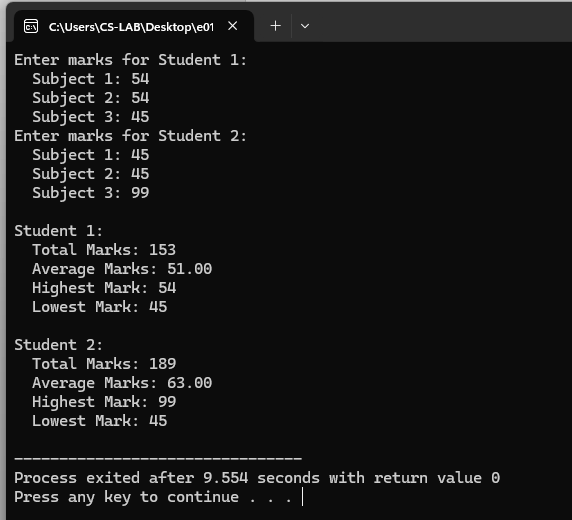 C:\Users\CS-LAB\Desktop\e01
Enter marks for Student 1:
  Subject 1: 54
  Subject 2: 54
  Subject 3: 45
Enter marks for Student 2:
  Subject 1: 45
  Subject 2: 45
  Subject 3: 99

Student 1:
  Total Marks: 153
  Average Marks: 51.00
  Highest Mark: 54
  Lowest Mark: 45

Student 2:
  Total Marks: 189
  Average Marks: 63.00
  Highest Mark: 99
  Lowest Mark: 45

--------------------------------
Process exited after 9.554 seconds with return value 0
Press any key to continue . . .